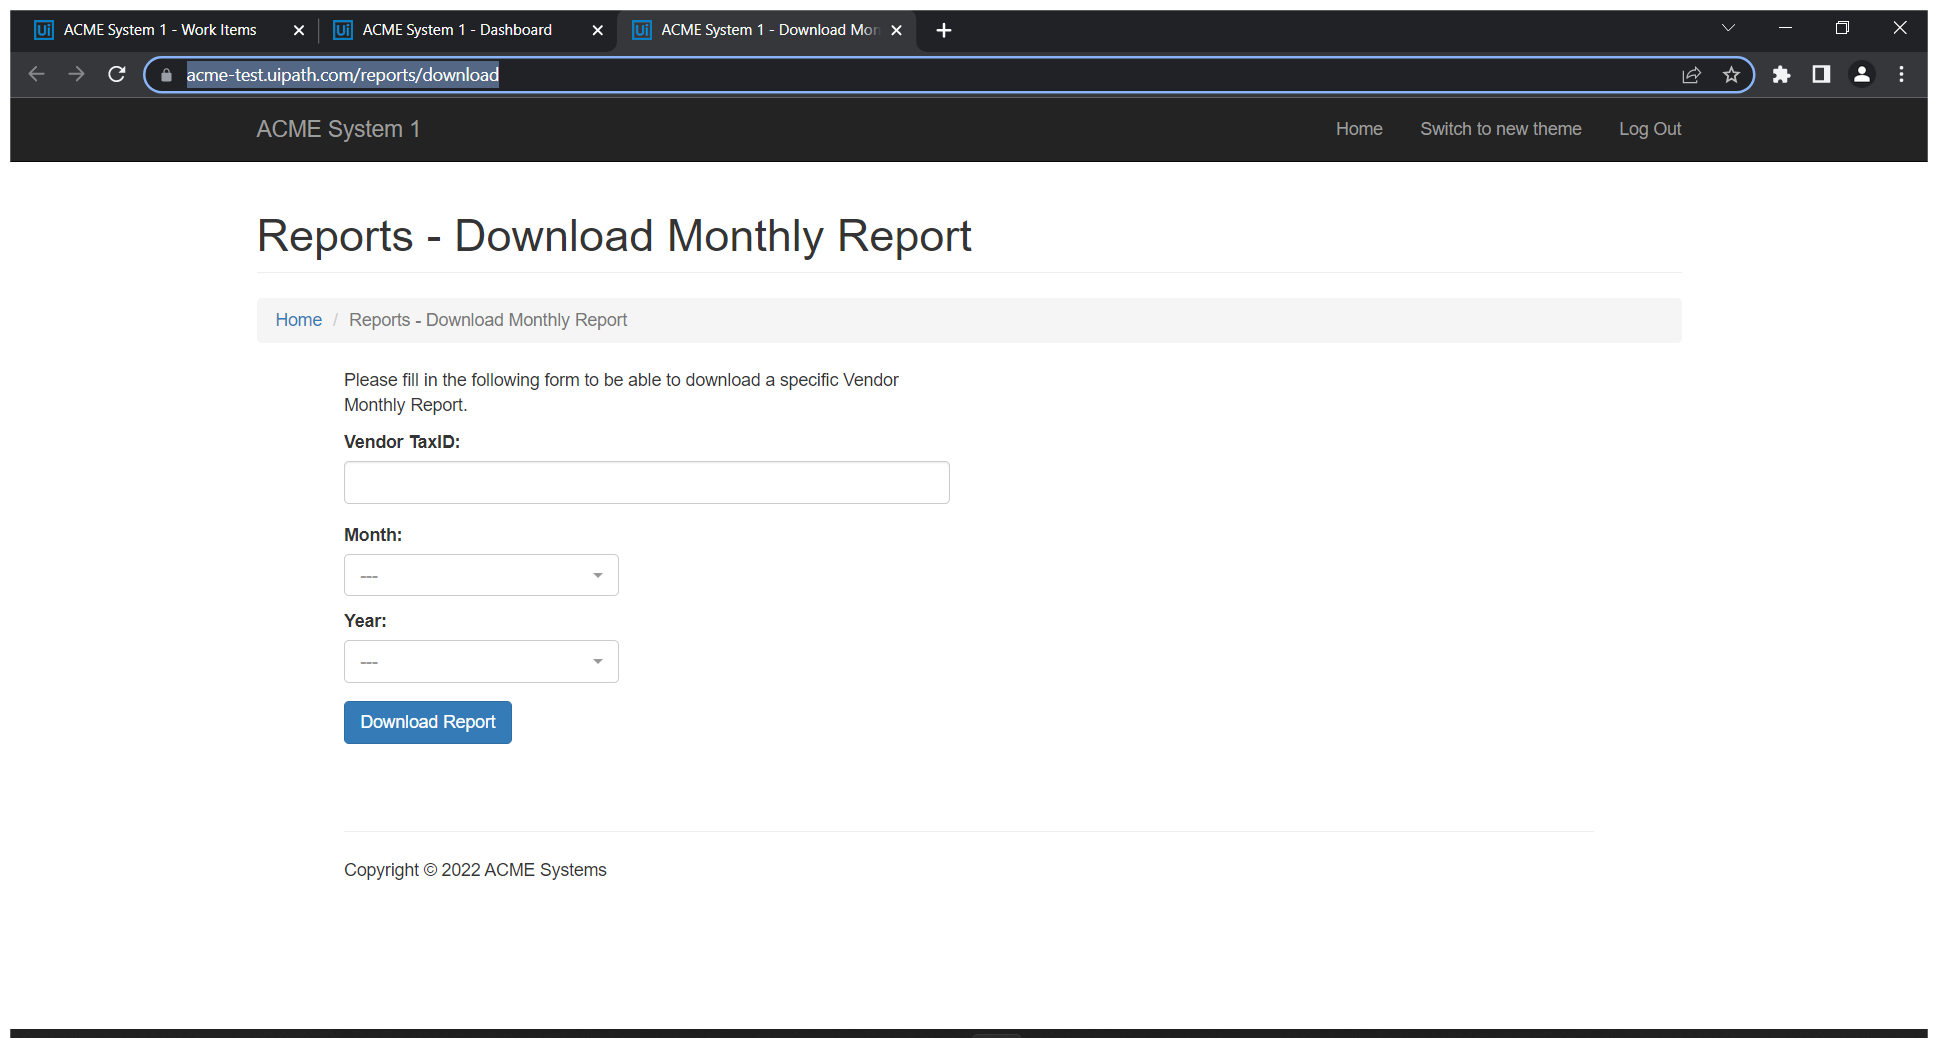 Ui ACME System 1 - Work Items
Ui ACME System 1 - Dashboard
Ui ACME System 1 - Download Mon
acme-test.uipath.com/reports/download
ACME System 1
Home
Switch to new theme
Log Out
Reports - Download Monthly Report
Home / Reports - Download Monthly Report
Please fill in the following form to be able to download a specific Vendor
Monthly Report.
Vendor TaxID:
Month:
---
Year:
---
Download Report
Copyright © 2022 ACME Systems